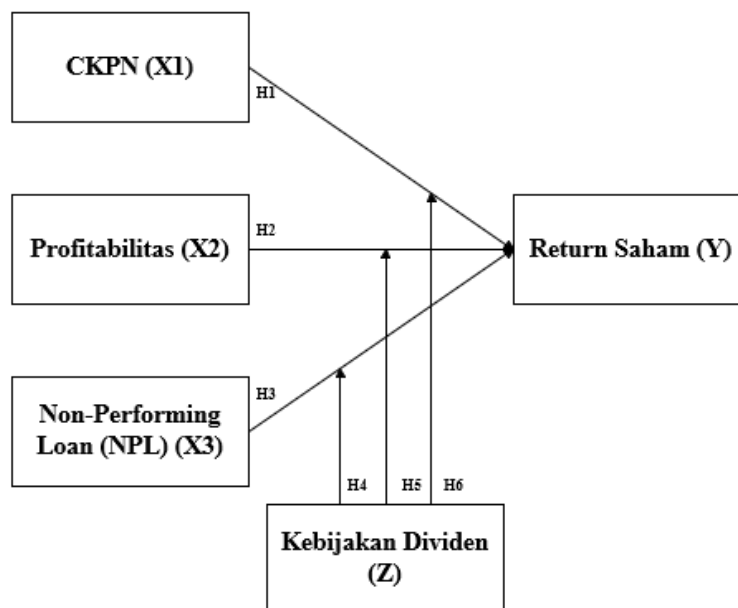 CKPN (X1)
H1
H2
Profitabilitas (X2)
Return Saham (Y)
H3
Non-Performing
Loan (NPL) (X3)
H4
H5
H6
Kebijakan Dividen
(Z)